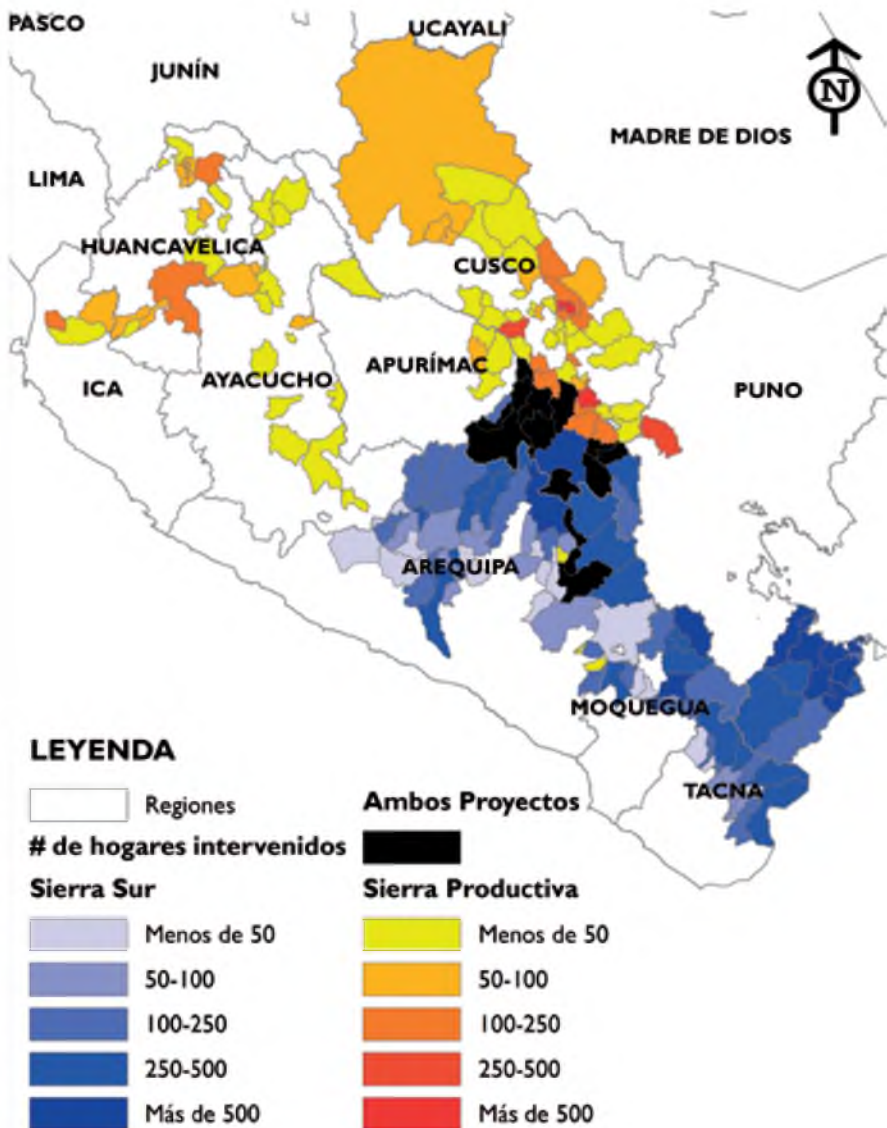 PASCO
UCAYALI
JUNÍN
N
MADRE DE DIOS
LIMA
HUANCAVELICA
CUSCO
ICA
AYACUCHO
APURÍMAC
PUNO
AREQUIPA
MOQUEGUA
TACNA
LEYENDA
Regiones
# de hogares intervenidos
Sierra Sur
Menos de 50
50-100
100-250
250-500
Más de 500
Ambos Proyectos
Sierra Productiva
Menos de 50
50-100
100-250
250-500
Más de 500